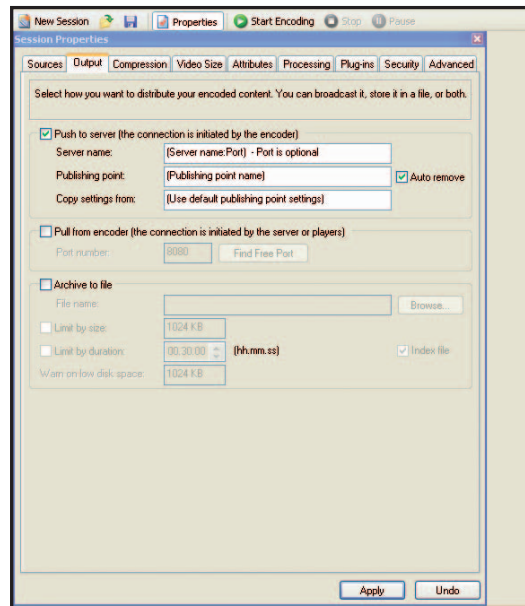 New Session Properties Start Encoding Stop Pause
Session Properties
Sources Output Compression Video Size Attributes Processing Plug-ins Security Advanced
Select how you want to distribute your encoded content. You can broadcast it, store it in a file, or both.
Push to server (the connection is initiated by the encoder)
Server name: (Server name:Port) - Port is optional
Publishing point: (Publishing point name) Auto remove
Copy settings from: (Use default publishing point settings)
Pull from encoder (the connection is initiated by the server or players)
Port number: 8080 Find Free Port
Archive to file
File name: Browse...
Limit by size: 1024 KB
Limit by duration: 00.30.00 (hh.mm.ss) Index file
Warn on low disk space: 1024 KB
Apply Undo